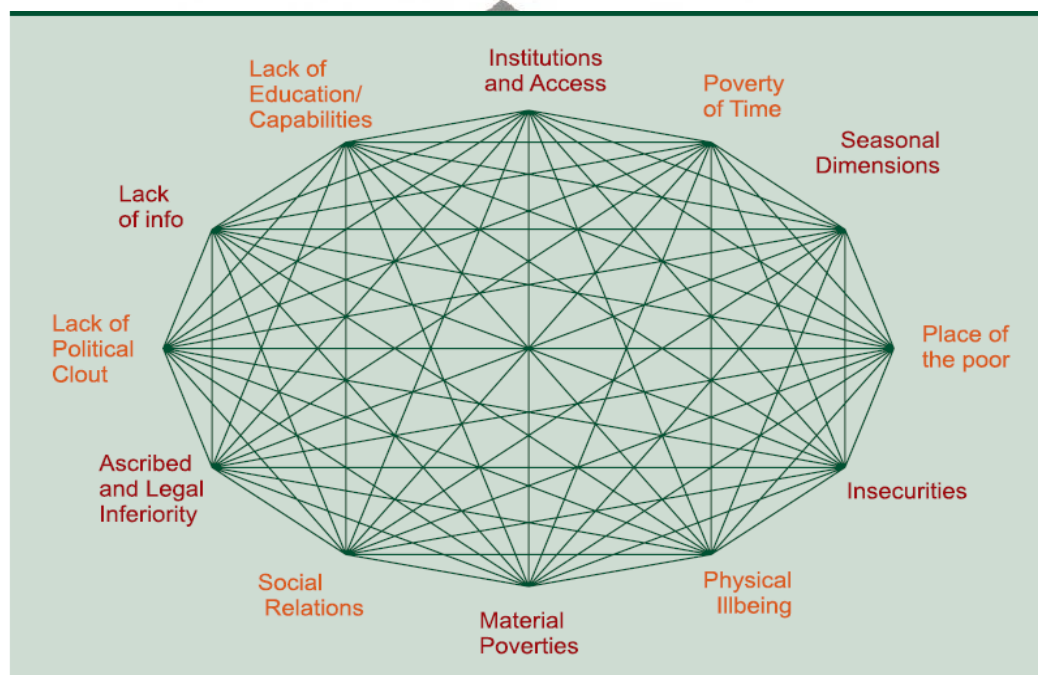 Institutions
and Access
Poverty
of Time
Seasonal
Dimensions
Place of
the poor
Insecurities
Physical
Illbeing
Material
Poverties
Social
Relations
Ascribed
and Legal
Inferiority
Lack of
Political
Clout
Lack
of info
Lack of
Education/
Capabilities